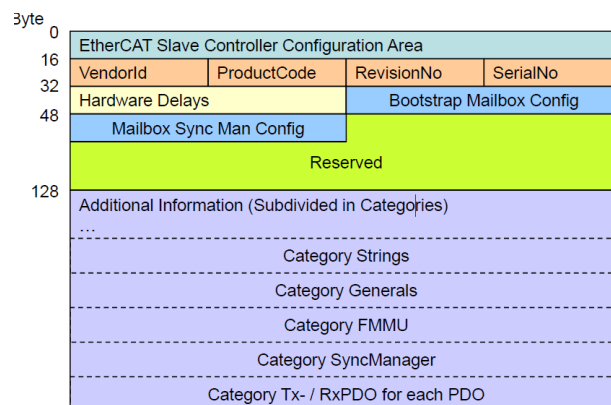 Byte
0
EtherCAT Slave Controller Configuration Area
16
VendorId ProductCode RevisionNo SerialNo
32
Hardware Delays Bootstrap Mailbox Config
48
Mailbox Sync Man Config
Reserved
128
Additional Information (Subdivided in Categories)
...
Category Strings
Category Generals
Category FMMU
Category SyncManager
Category Tx- / RxPDO for each PDO